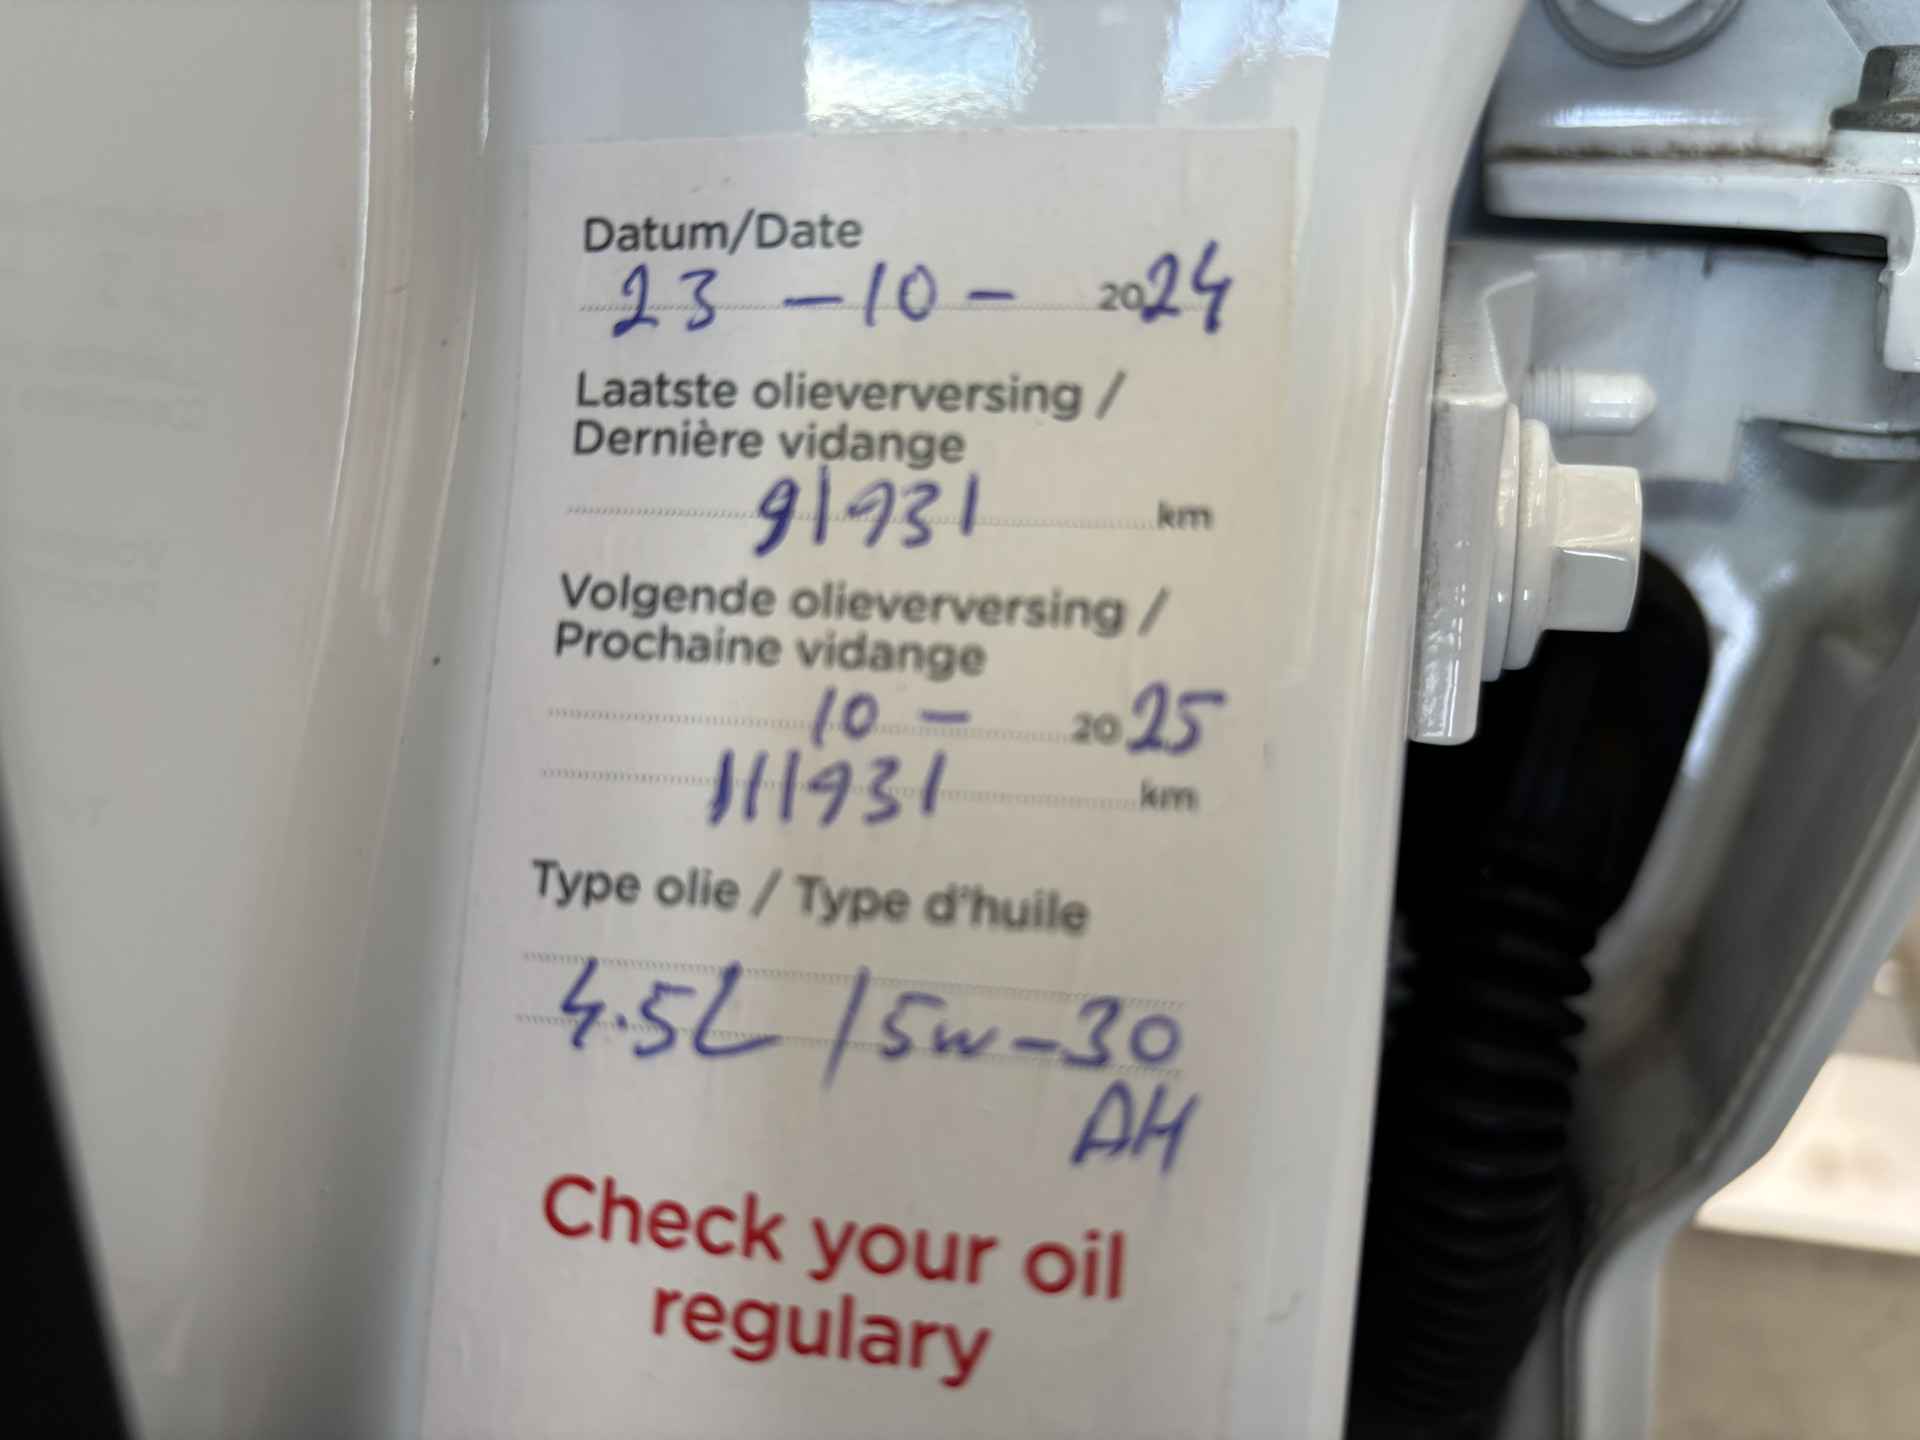 Datum/Date
23 - 10 - 2024
Laatste olieverversing /
Dernière vidange
91931 km
Volgende olieverversing /
Prochaine vidange
10 - 2025
111931 km
Type olie / Type d'huile
4.5L / 5w-30
AH
Check your oil
regulary